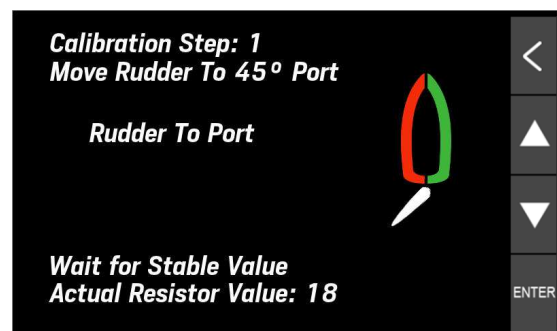 Calibration Step: 1
Move Rudder To 45º Port
Rudder To Port
Wait for Stable Value
Actual Resistor Value: 18
ENTER